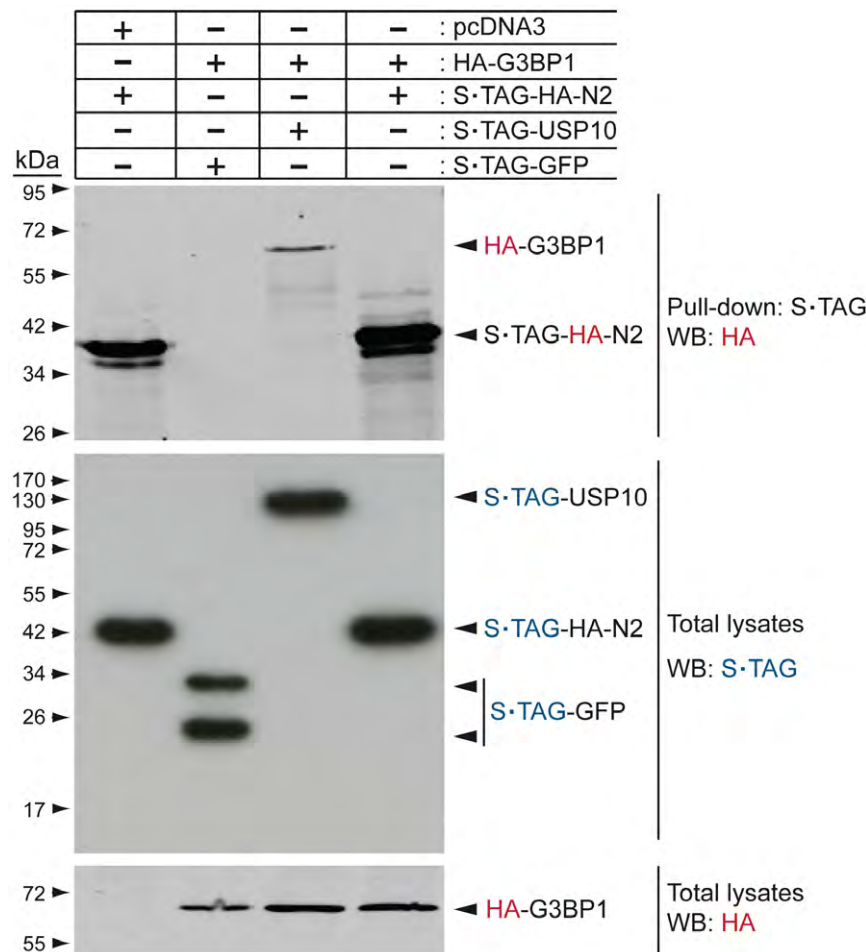 + − − − : pcDNA3
− + + + : HA-G3BP1
+ − − + : S·TAG-HA-N2
− − + − : S·TAG-USP10
− + − − : S·TAG-GFP
kDa
95
72
55
42
34
26
HA-G3BP1
S·TAG-HA-N2
Pull-down: S·TAG
WB: HA
170
130
95
72
55
42
34
26
17
S·TAG-USP10
S·TAG-HA-N2
S·TAG-GFP
Total lysates
WB: S·TAG
72
55
HA-G3BP1
Total lysates
WB: HA